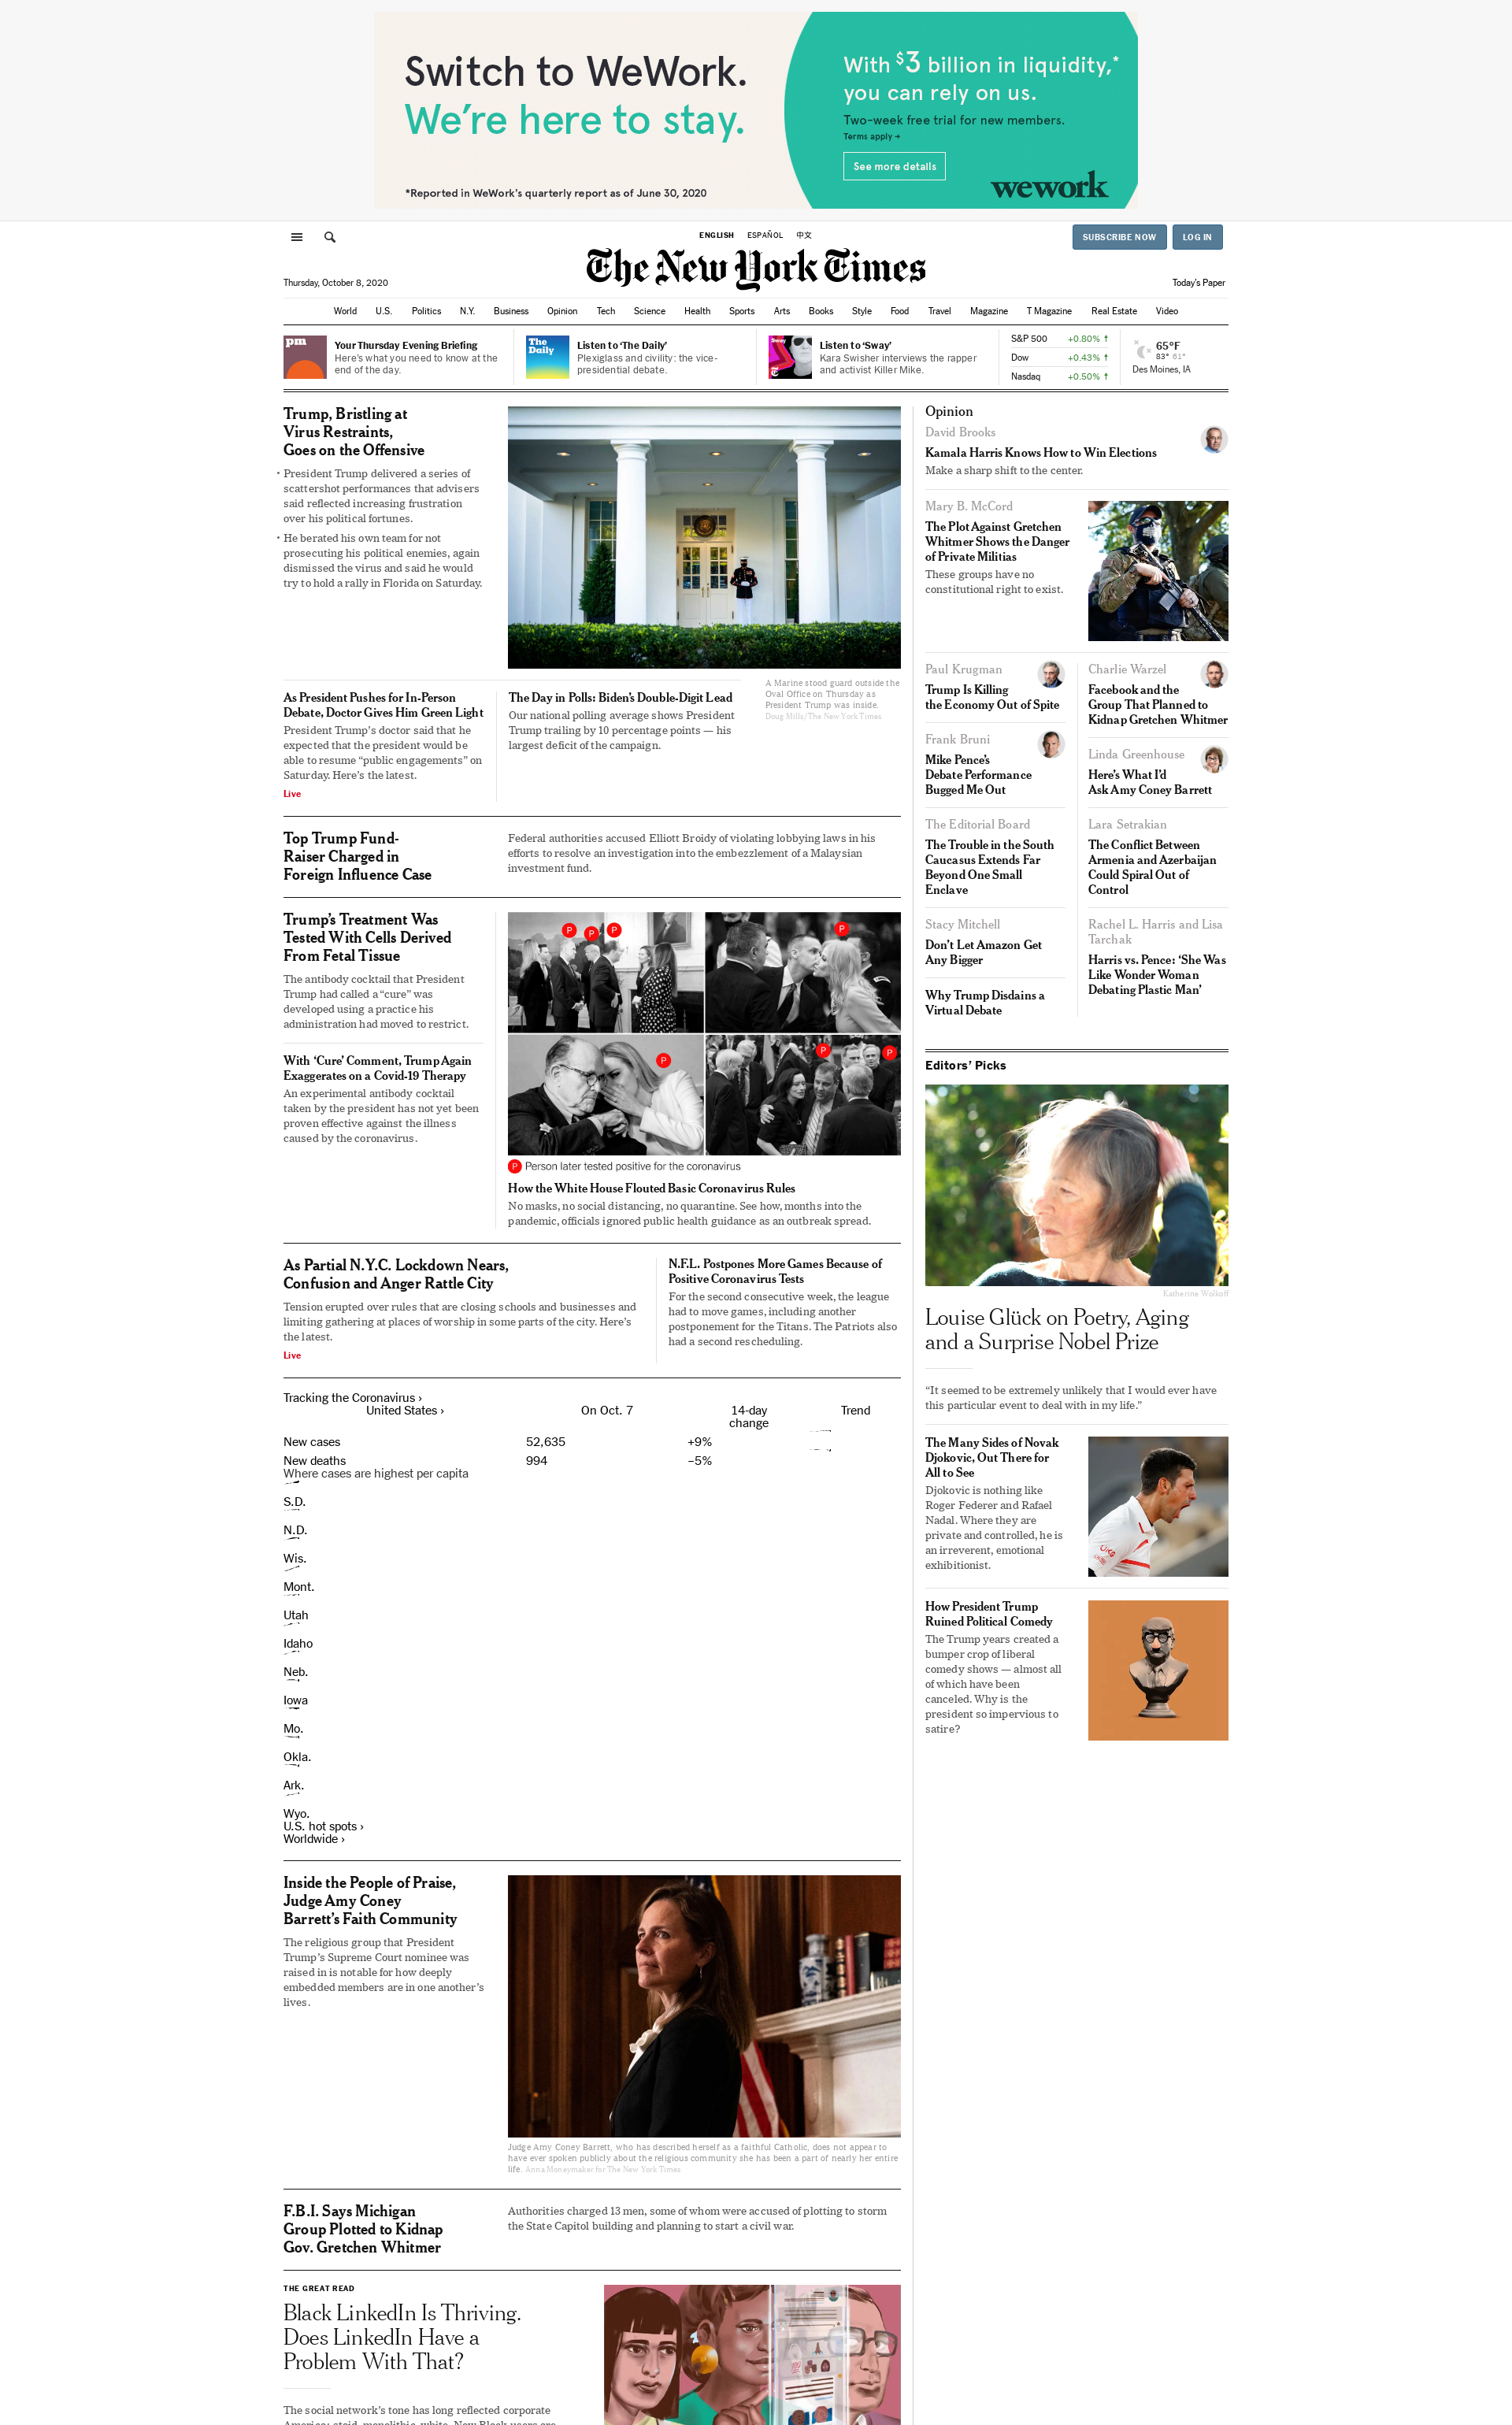 Switch to WeWork.
We're here to stay.
*Reported in WeWork's quarterly report as of June 30, 2020
With $3 billion in liquidity,*
you can rely on us.
Two-week free trial for new members.
Terms apply →
See more details
wework
ENGLISH ESPAÑOL 中文
SUBSCRIBE NOW LOG IN
The New York Times
Thursday, October 8, 2020
Today's Paper
World U.S. Politics N.Y. Business Opinion Tech Science Health Sports Arts Books Style Food Travel Magazine T Magazine Real Estate Video
pm
Your Thursday Evening Briefing
Here's what you need to know at the
end of the day.
The
Daily
Listen to 'The Daily'
Plexiglass and civility: the vice-
presidential debate.
Sway
Listen to 'Sway'
Kara Swisher interviews the rapper
and activist Killer Mike.
S&P 500 +0.80% ↑
Dow +0.43% ↑
Nasdaq +0.50% ↑
65°F
83° 61°
Des Moines, IA
Trump, Bristling at
Virus Restraints,
Goes on the Offensive
• President Trump delivered a series of
scattershot performances that advisers
said reflected increasing frustration
over his political fortunes.
• He berated his own team for not
prosecuting his political enemies, again
dismissed the virus and said he would
try to hold a rally in Florida on Saturday.
A Marine stood guard outside the
Oval Office on Thursday as
President Trump was inside.
Doug Mills/The New York Times
As President Pushes for In-Person
Debate, Doctor Gives Him Green Light
President Trump's doctor said that he
expected that the president would be
able to resume "public engagements" on
Saturday. Here's the latest.
Live
The Day in Polls: Biden's Double-Digit Lead
Our national polling average shows President
Trump trailing by 10 percentage points — his
largest deficit of the campaign.
Top Trump Fund-
Raiser Charged in
Foreign Influence Case
Federal authorities accused Elliott Broidy of violating lobbying laws in his
efforts to resolve an investigation into the embezzlement of a Malaysian
investment fund.
Trump's Treatment Was
Tested With Cells Derived
From Fetal Tissue
The antibody cocktail that President
Trump had called a "cure" was
developed using a practice his
administration had moved to restrict.
With 'Cure' Comment, Trump Again
Exaggerates on a Covid-19 Therapy
An experimental antibody cocktail
taken by the president has not yet been
proven effective against the illness
caused by the coronavirus.
P P P P
P P P
P Person later tested positive for the coronavirus
How the White House Flouted Basic Coronavirus Rules
No masks, no social distancing, no quarantine. See how, months into the
pandemic, officials ignored public health guidance as an outbreak spread.
As Partial N.Y.C. Lockdown Nears,
Confusion and Anger Rattle City
Tension erupted over rules that are closing schools and businesses and
limiting gathering at places of worship in some parts of the city. Here's
the latest.
Live
N.F.L. Postpones More Games Because of
Positive Coronavirus Tests
For the second consecutive week, the league
had to move games, including another
postponement for the Titans. The Patriots also
had a second rescheduling.
Tracking the Coronavirus ›
United States › On Oct. 7 14-day change Trend
New cases 52,635 +9%
New deaths 994 –5%
Where cases are highest per capita
S.D.
N.D.
Wis.
Mont.
Utah
Idaho
Neb.
Iowa
Mo.
Okla.
Ark.
Wyo.
U.S. hot spots ›
Worldwide ›
Inside the People of Praise,
Judge Amy Coney
Barrett's Faith Community
The religious group that President
Trump's Supreme Court nominee was
raised in is notable for how deeply
embedded members are in one another's
lives.
Judge Amy Coney Barrett, who has described herself as a faithful Catholic, does not appear to
have ever spoken publicly about the religious community she has been a part of nearly her entire
life. Anna Moneymaker for The New York Times
F.B.I. Says Michigan
Group Plotted to Kidnap
Gov. Gretchen Whitmer
Authorities charged 13 men, some of whom were accused of plotting to storm
the State Capitol building and planning to start a civil war.
THE GREAT READ
Black LinkedIn Is Thriving.
Does LinkedIn Have a
Problem With That?
The social network's tone has long reflected corporate
America: staid, monolithic, white. Now Black users are
Opinion
David Brooks
Kamala Harris Knows How to Win Elections
Make a sharp shift to the center.
Mary B. McCord
The Plot Against Gretchen
Whitmer Shows the Danger
of Private Militias
These groups have no
constitutional right to exist.
Paul Krugman
Trump Is Killing
the Economy Out of Spite
Frank Bruni
Mike Pence's
Debate Performance
Bugged Me Out
The Editorial Board
The Trouble in the South
Caucasus Extends Far
Beyond One Small
Enclave
Stacy Mitchell
Don't Let Amazon Get
Any Bigger
Why Trump Disdains a
Virtual Debate
Charlie Warzel
Facebook and the
Group That Planned to
Kidnap Gretchen Whitmer
Linda Greenhouse
Here's What I'd
Ask Amy Coney Barrett
Lara Setrakian
The Conflict Between
Armenia and Azerbaijan
Could Spiral Out of
Control
Rachel L. Harris and Lisa
Tarchak
Harris vs. Pence: 'She Was
Like Wonder Woman
Debating Plastic Man'
Editors' Picks
Katherine Wolkoff
Louise Glück on Poetry, Aging
and a Surprise Nobel Prize
"It seemed to be extremely unlikely that I would ever have
this particular event to deal with in my life."
The Many Sides of Novak
Djokovic, Out There for
All to See
Djokovic is nothing like
Roger Federer and Rafael
Nadal. Where they are
private and controlled, he is
an irreverent, emotional
exhibitionist.
How President Trump
Ruined Political Comedy
The Trump years created a
bumper crop of liberal
comedy shows — almost all
of which have been
canceled. Why is the
president so impervious to
satire?